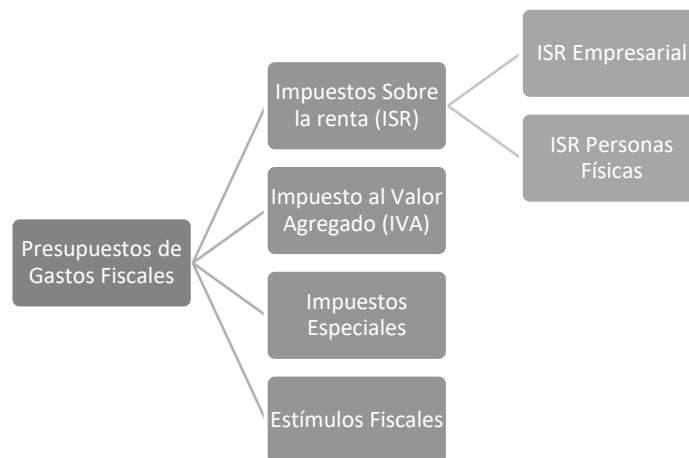 Presupuestos de
Gastos Fiscales
Impuestos Sobre
la renta (ISR)
ISR Empresarial
ISR Personas
Físicas
Impuesto al Valor
Agregado (IVA)
Impuestos
Especiales
Estímulos Fiscales